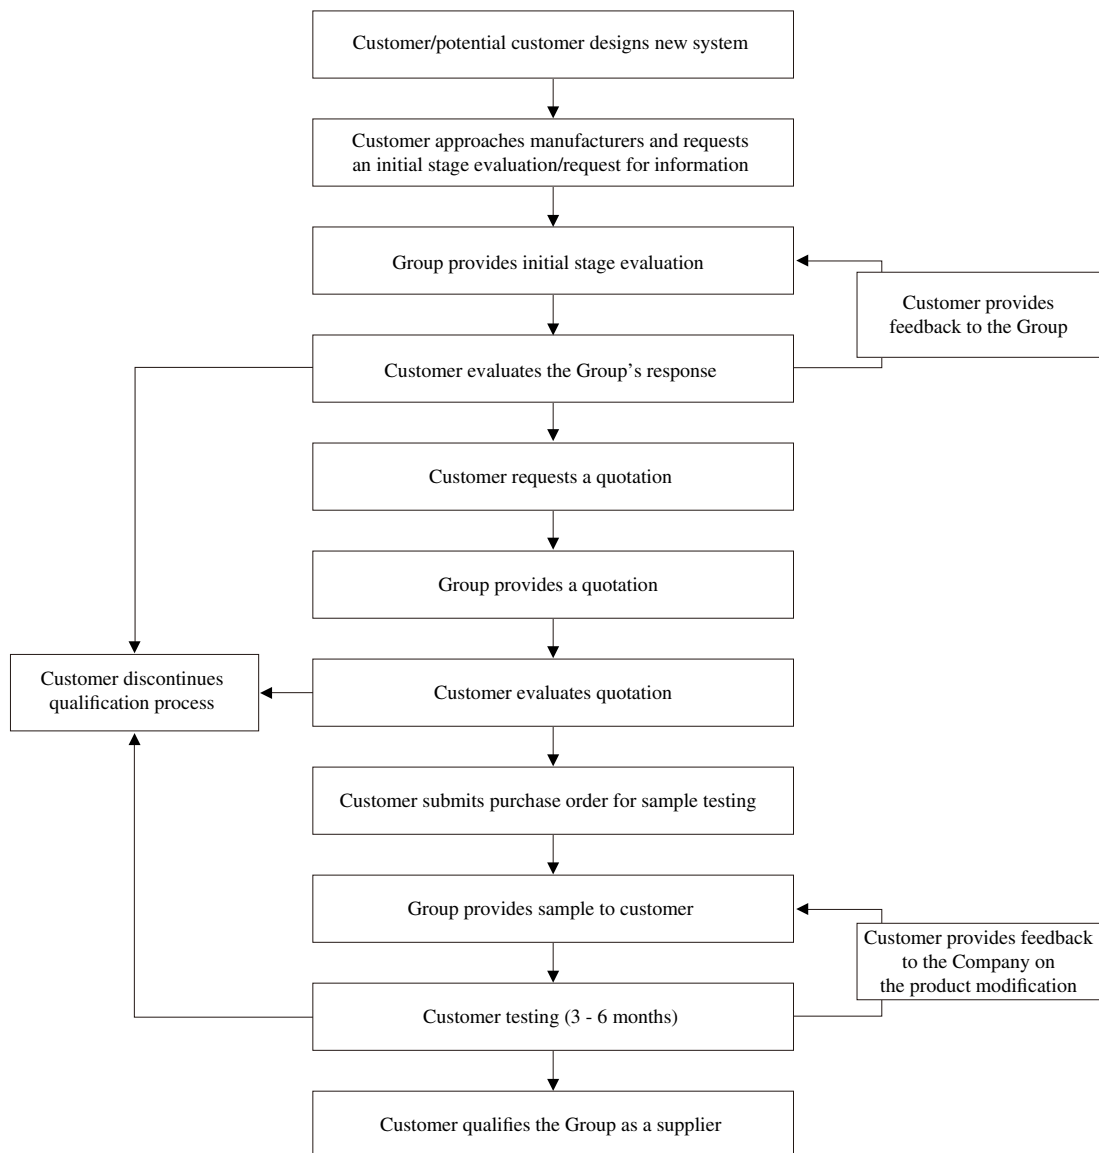 Customer/potential customer designs new system
Customer approaches manufacturers and requests
an initial stage evaluation/request for information
Group provides initial stage evaluation
Customer provides
feedback to the Group
Customer evaluates the Group’s response
Customer requests a quotation
Group provides a quotation
Customer discontinues
qualification process
Customer evaluates quotation
Customer submits purchase order for sample testing
Group provides sample to customer
Customer provides feedback
to the Company on
the product modification
Customer testing (3 - 6 months)
Customer qualifies the Group as a supplier